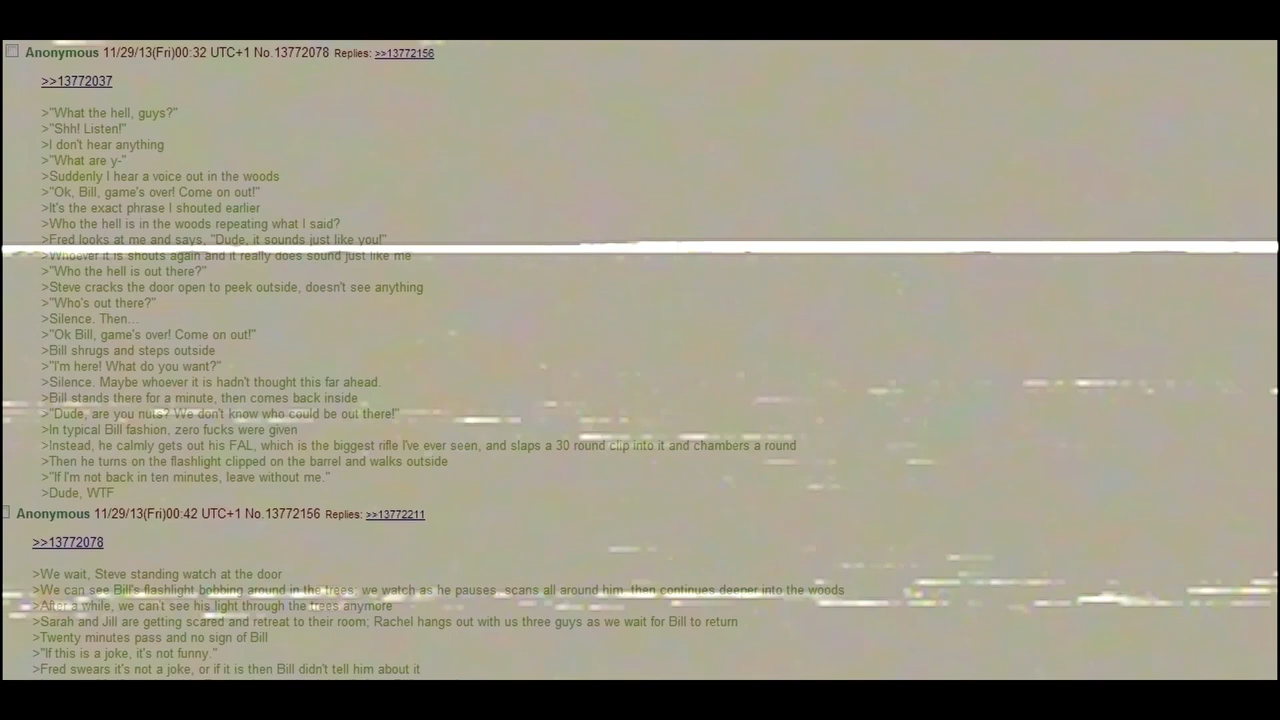 Anonymous 11/29/13(Fri)00:32 UTC+1 No.13772078 Replies: >>13772156
>>13772037
>"What the hell, guys?"
>"Shh! Listen!"
>I don't hear anything
>"What are y-"
>Suddenly I hear a voice out in the woods
>"Ok, Bill, game's over! Come on out!"
>It's the exact phrase I shouted earlier
>Who the hell is in the woods repeating what I said?
>Fred looks at me and says, "Dude, it sounds just like you!"
>Whoever it is shouts again and it really does sound just like me
>"Who the hell is out there?"
>Steve cracks the door open to peek outside, doesn't see anything
>"Who's out there?"
>Silence. Then...
>"Ok Bill, game's over! Come on out!"
>Bill shrugs and steps outside
>"I'm here! What do you want?"
>Silence. Maybe whoever it is hadn't thought this far ahead.
>Bill stands there for a minute, then comes back inside
>"Dude, are you nuts? We don't know who could be out there!"
>In typical Bill fashion, zero fucks were given
>Instead, he calmly gets out his FAL, which is the biggest rifle I've ever seen, and slaps a 30 round clip into it and chambers a round
>Then he turns on the flashlight clipped on the barrel and walks outside
>"If I'm not back in ten minutes, leave without me."
>Dude, WTF
Anonymous 11/29/13(Fri)00:42 UTC+1 No.13772156 Replies: >>13772211
>>13772078
>We wait, Steve standing watch at the door
>We can see Bill's flashlight bobbing around in the trees; we watch as he pauses, scans all around him, then continues deeper into the woods
>After a while, we can't see his light through the trees anymore
>Sarah and Jill are getting scared and retreat to their room; Rachel hangs out with us three guys as we wait for Bill to return
>Twenty minutes pass and no sign of Bill
>"If this is a joke, it's not funny."
>Fred swears it's not a joke, or if it is then Bill didn't tell him about it